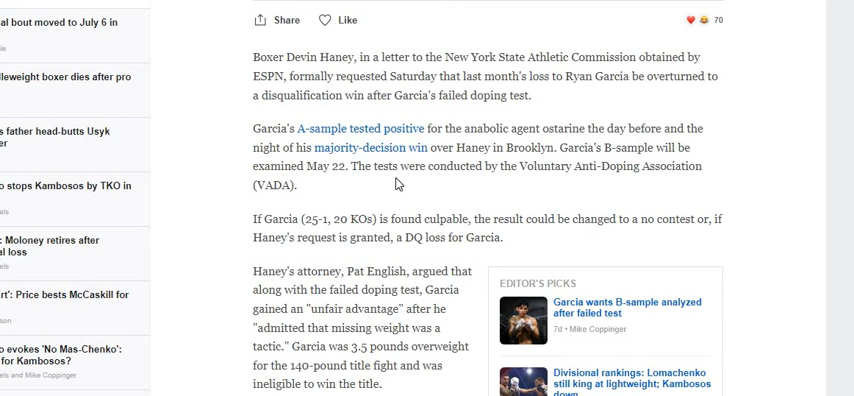 al bout moved to July 6 in
Share
Like
70
lleweight boxer dies after pro
s father head-butts Usyk
er
o stops Kambosos by TKO in
els
: Moloney retires after
al loss
els
rt': Price bests McCaskill for
son
o evokes 'No Mas-Chenko':
for Kambosos?
els and Mike Coppinger
Boxer Devin Haney, in a letter to the New York State Athletic Commission obtained by
ESPN, formally requested Saturday that last month's loss to Ryan Garcia be overturned to
a disqualification win after Garcia's failed doping test.
Garcia's A-sample tested positive for the anabolic agent ostarine the day before and the
night of his majority-decision win over Haney in Brooklyn. Garcia's B-sample will be
examined May 22. The tests were conducted by the Voluntary Anti-Doping Association
(VADA).
If Garcia (25-1, 20 KOs) is found culpable, the result could be changed to a no contest or, if
Haney's request is granted, a DQ loss for Garcia.
Haney's attorney, Pat English, argued that
along with the failed doping test, Garcia
gained an "unfair advantage" after he
"admitted that missing weight was a
tactic." Garcia was 3.5 pounds overweight
for the 140-pound title fight and was
ineligible to win the title.
EDITOR'S PICKS
Garcia wants B-sample analyzed
after failed test
7d • Mike Coppinger
Divisional rankings: Lomachenko
still king at lightweight; Kambosos
down